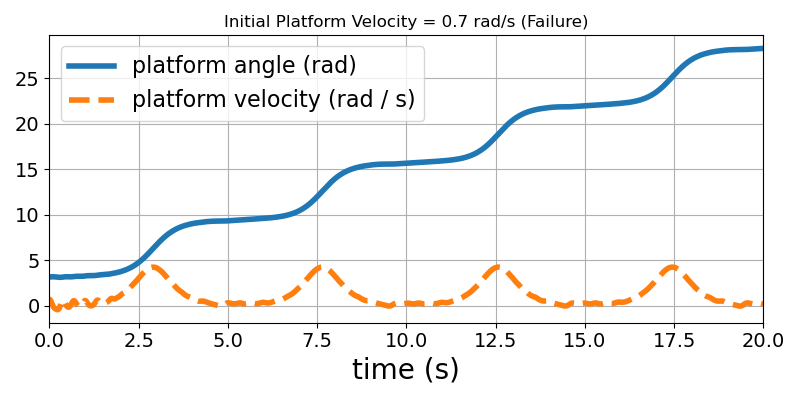 Initial Platform Velocity = 0.7 rad/s (Failure)
platform angle (rad)
platform velocity (rad / s)
25
20
15
10
5
0
0.0 2.5 5.0 7.5 10.0 12.5 15.0 17.5 20.0
time (s)